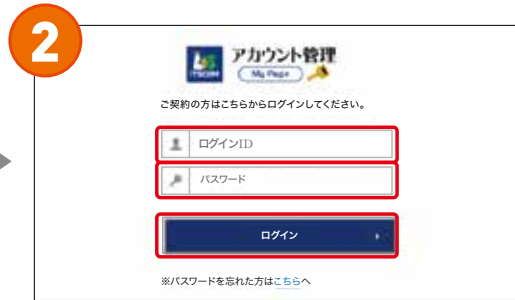 2
アカウント管理
My Page
ご契約の方はこちらからログインしてください。
ログインID
パスワード
ログイン
※パスワードを忘れた方はこちらへ